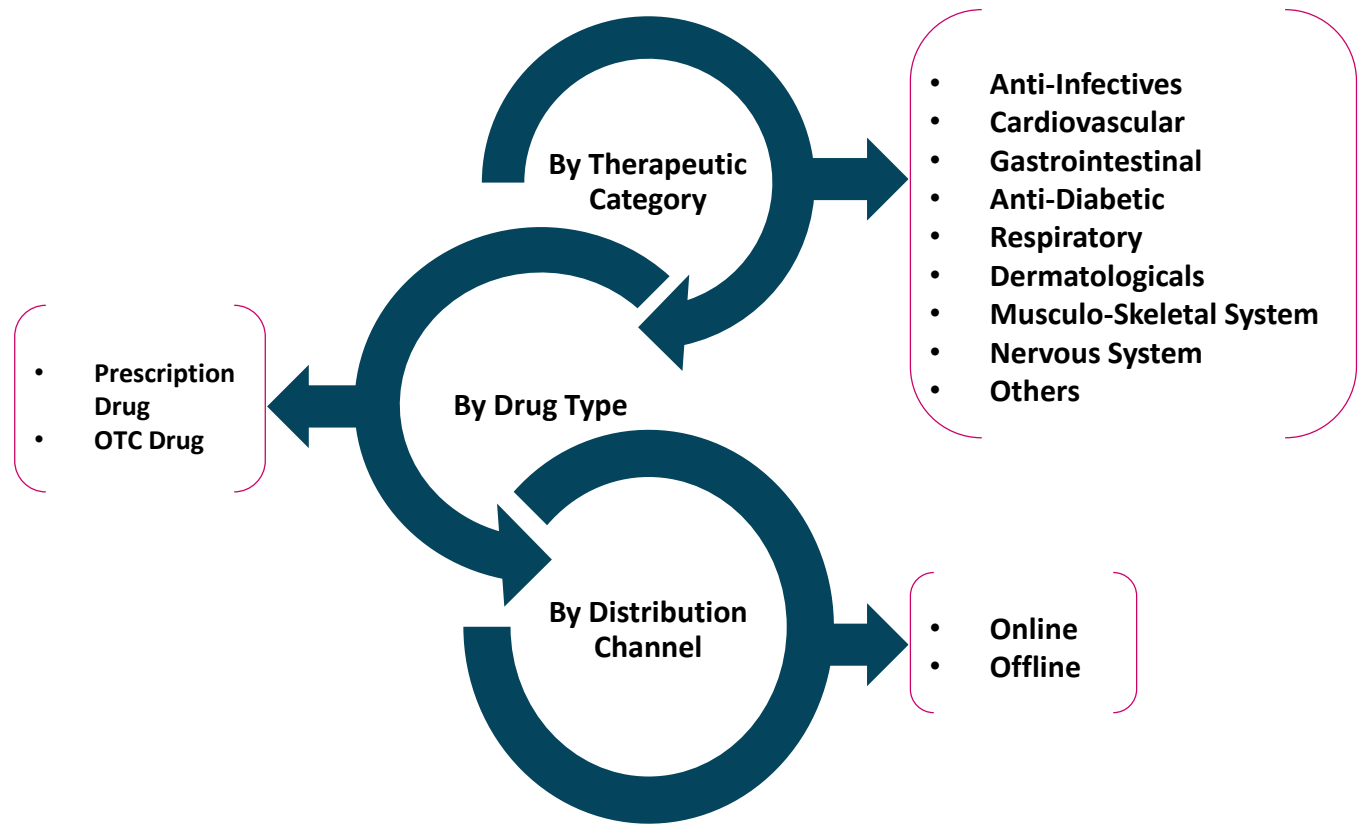 By Therapeutic
Category
• Anti-Infectives
• Cardiovascular
• Gastrointestinal
• Anti-Diabetic
• Respiratory
• Dermatologicals
• Musculo-Skeletal System
• Nervous System
• Others
By Drug Type
• Prescription
Drug
• OTC Drug
By Distribution
Channel
• Online
• Offline